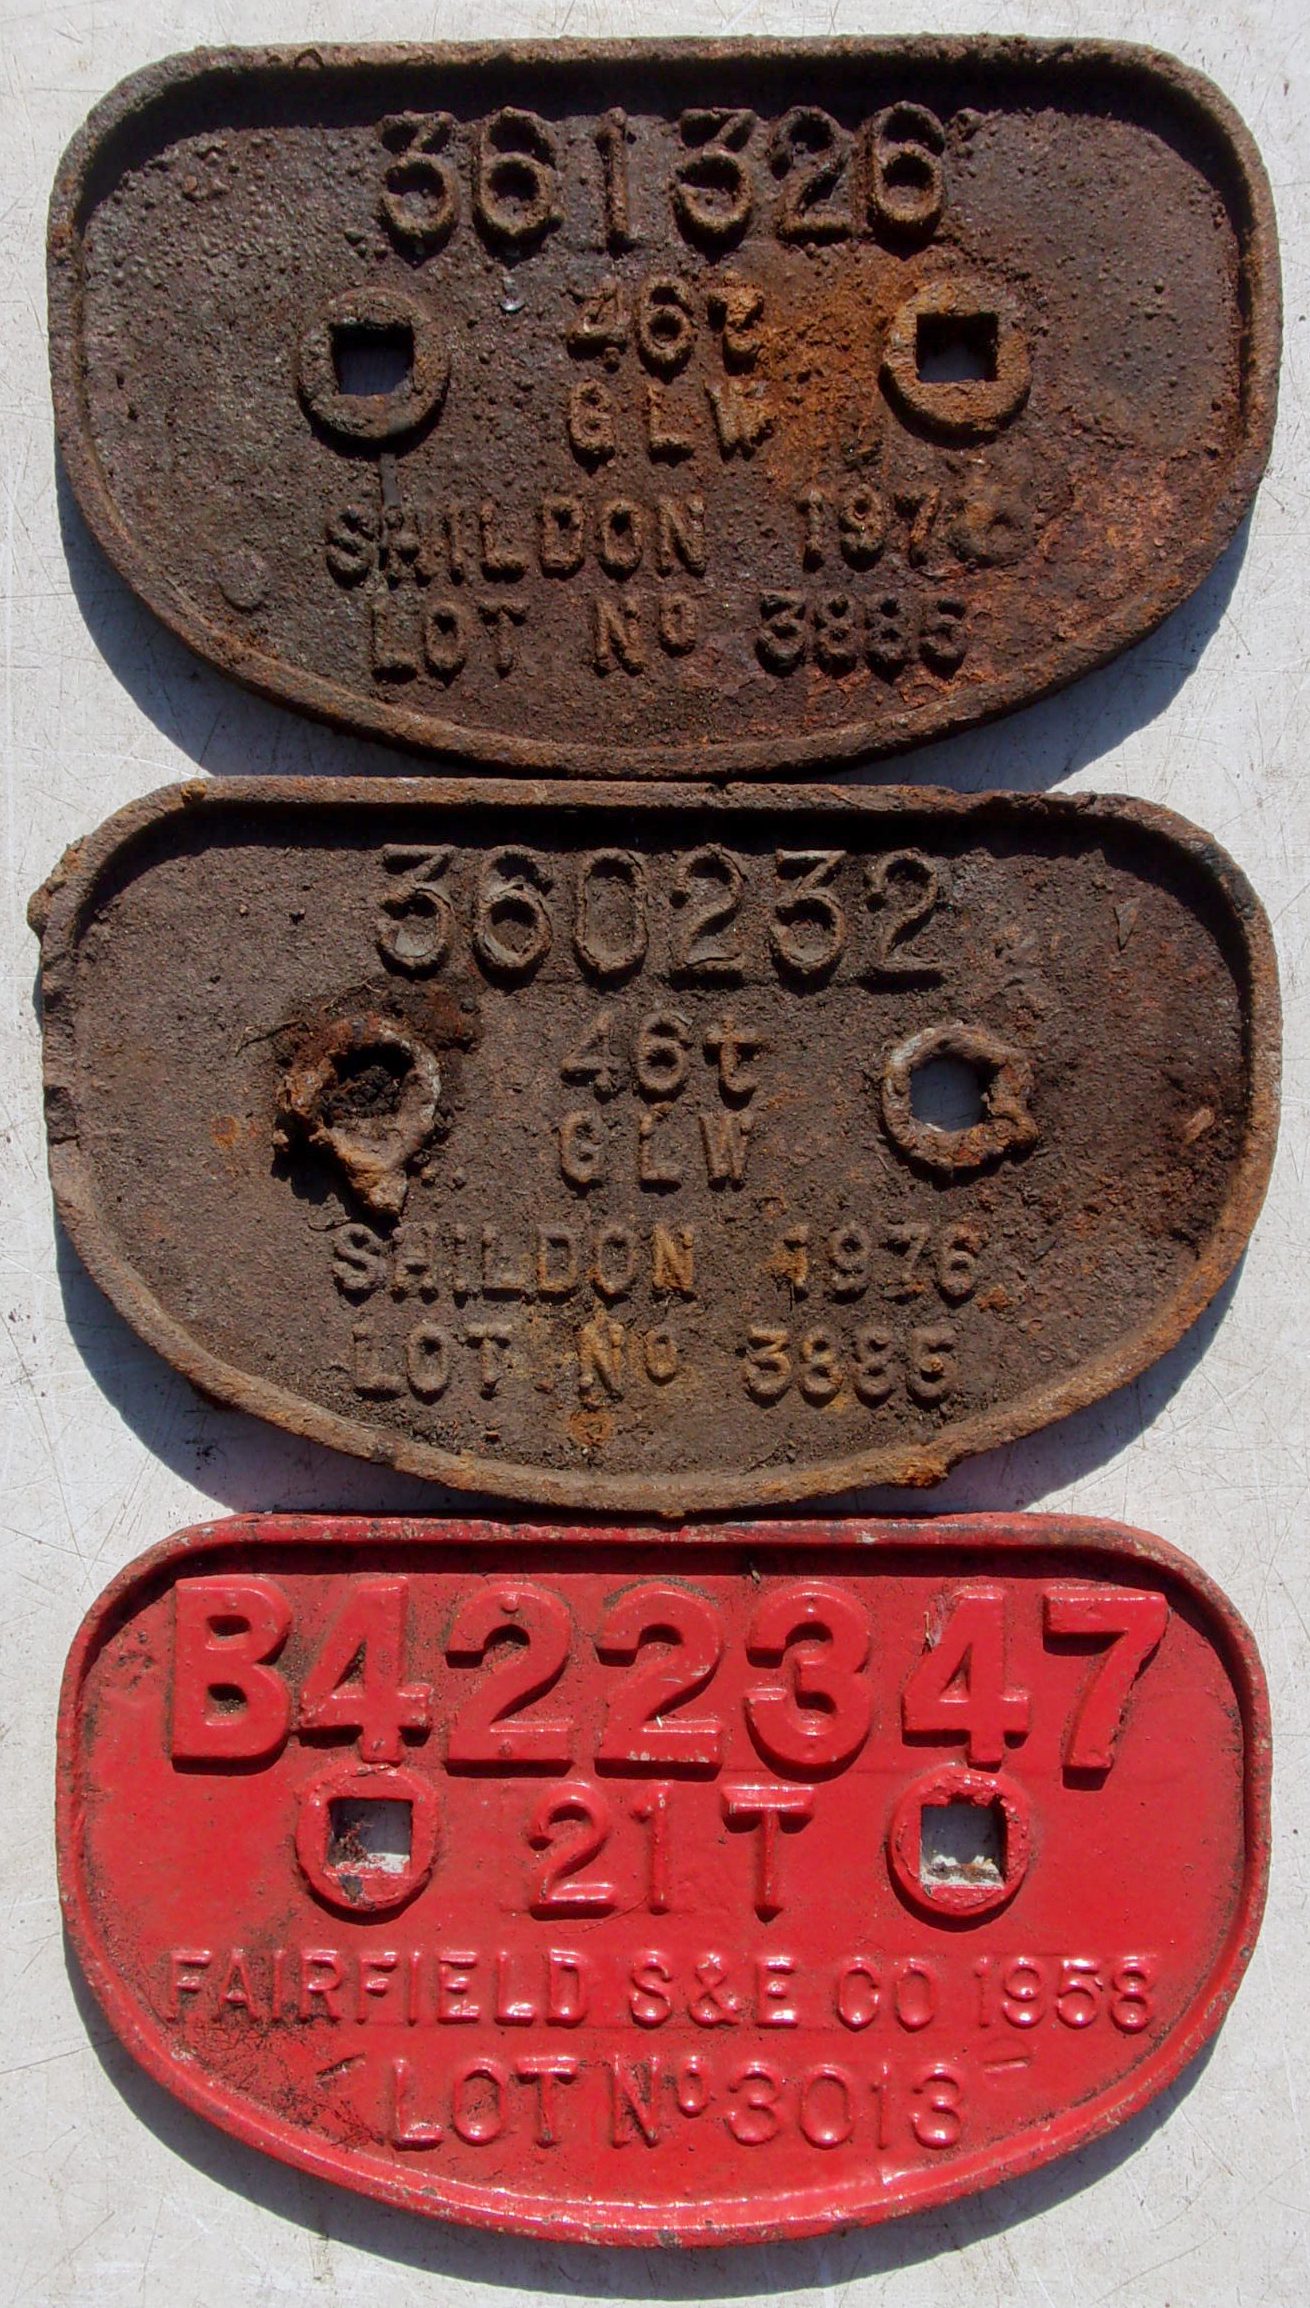 361326
46t
GLW
SHILDON 197
LOT No 3885
360232
46t
GLW
SHILDON 1976
LOT No 3885
B422347
21T
FAIRFIELD S&E CO 1958
LOT No 3013